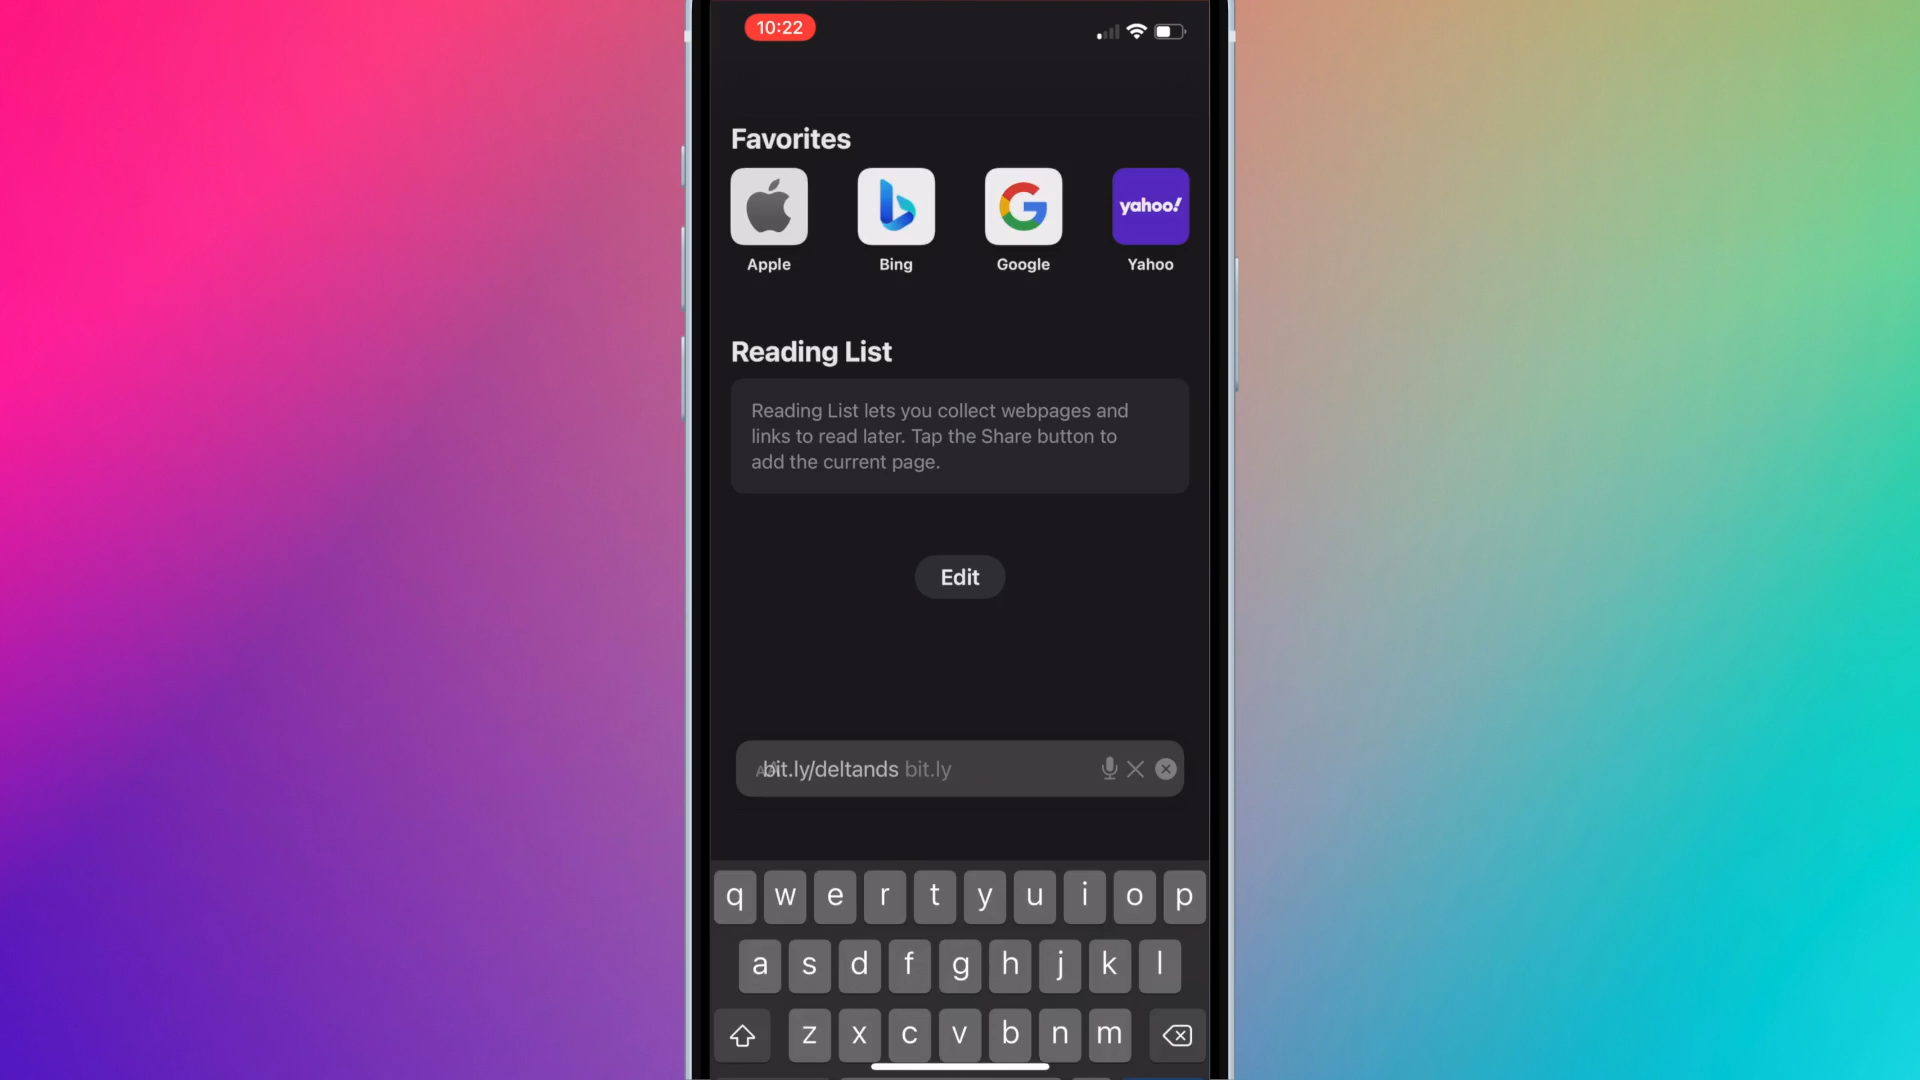 10:22
Favorites
yahoo!
Apple Bing Google Yahoo
Reading List
Reading List lets you collect webpages and
links to read later. Tap the Share button to
add the current page.
Edit
AA bit.ly/deltands bit.ly
q w e r t y u i o p
a s d f g h j k l
z x c v b n m